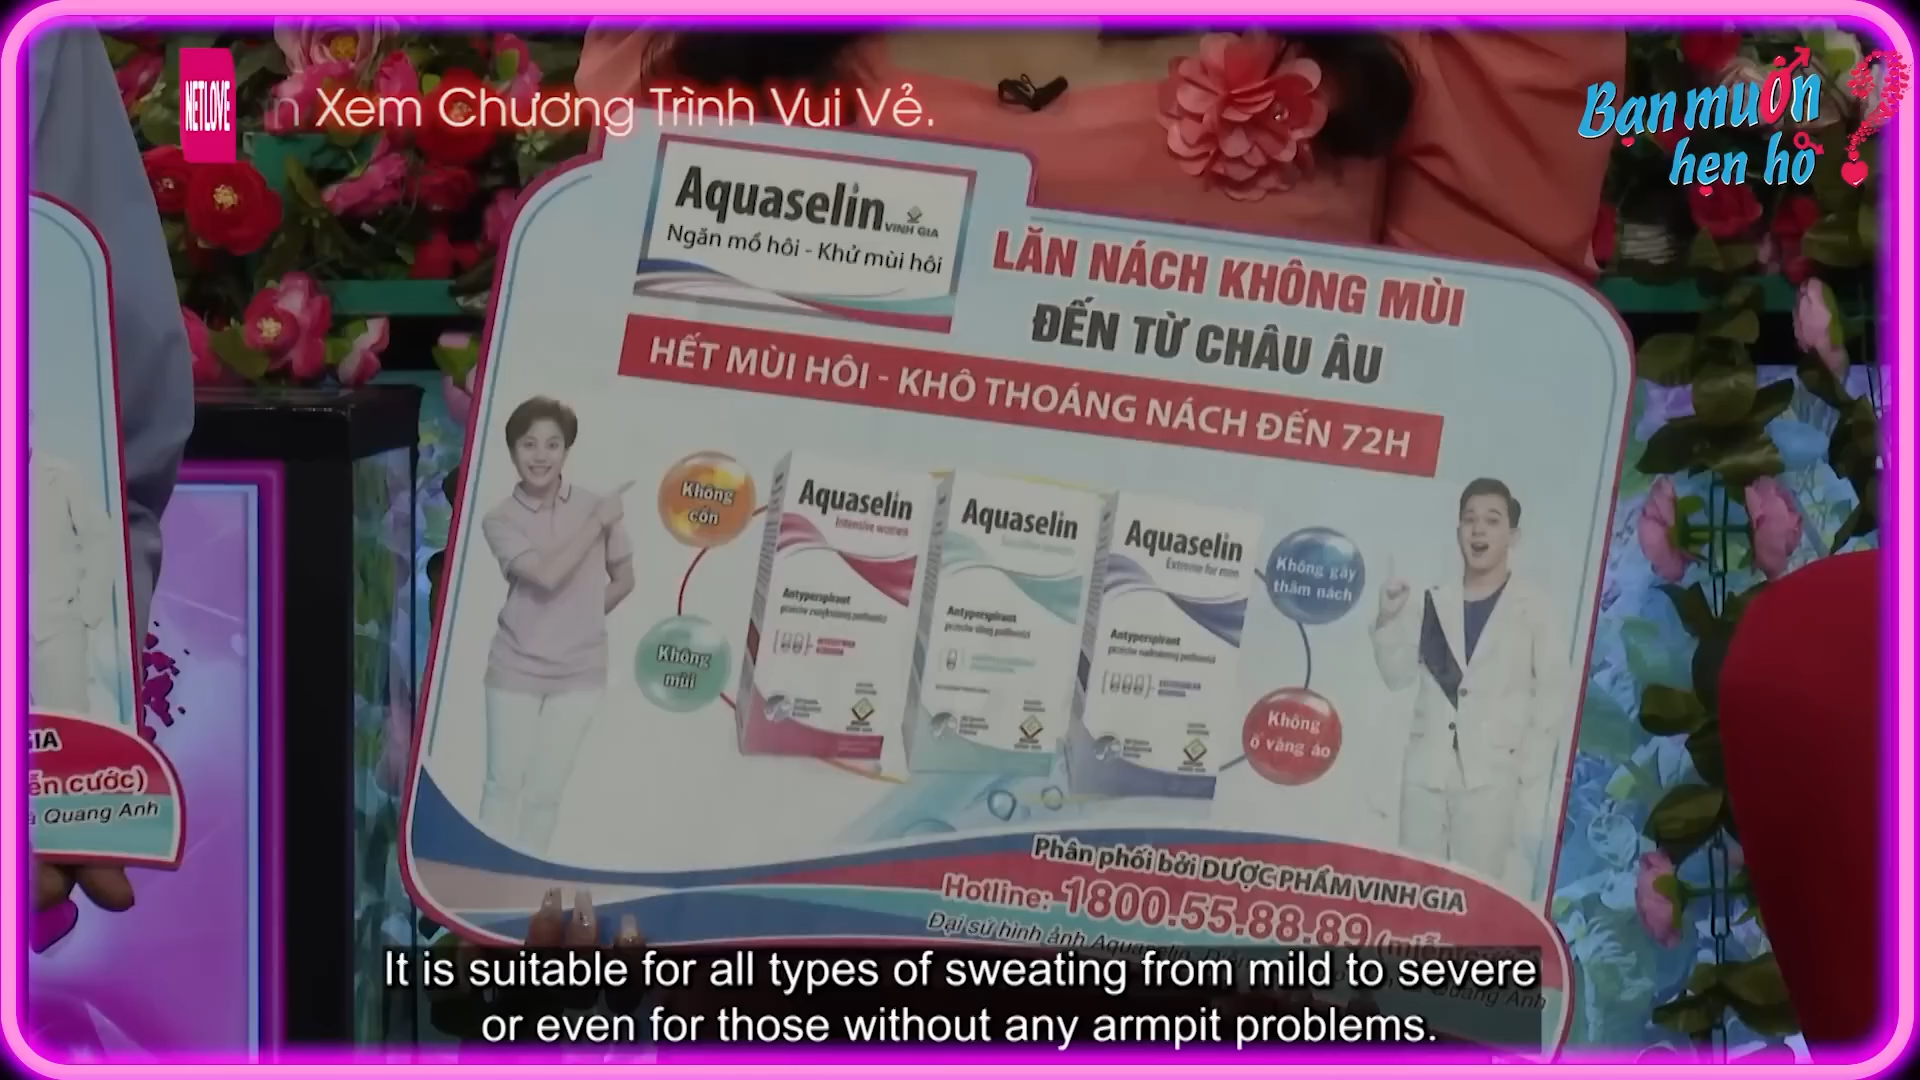 NETLOVE
n Xem Chương Trình Vui Vẻ.
Bạn muốn
hẹn hò
Aquaselin
VINH GIA
Ngăn mồ hôi - Khử mùi hôi
LĂN NÁCH KHÔNG MÙI
ĐẾN TỪ CHÂU ÂU
HẾT MÙI HÔI - KHÔ THOÁNG NÁCH ĐẾN 72H
Không
cồn
Không
mùi
Aquaselin
Intensive women
Antyperspirant
Aquaselin
Antyperspirant
Aquaselin
Extreme for men
Antyperspirant
Không gây
thâm nách
Không
ố vàng áo
GIA
ễn cước)
à Quang Anh
Phân phối bởi DƯỢC PHẨM VINH GIA
Hotline: 1800.55.88.89
Đại sứ hình ảnh Aquaselin
Quang Anh
It is suitable for all types of sweating from mild to severe
or even for those without any armpit problems.